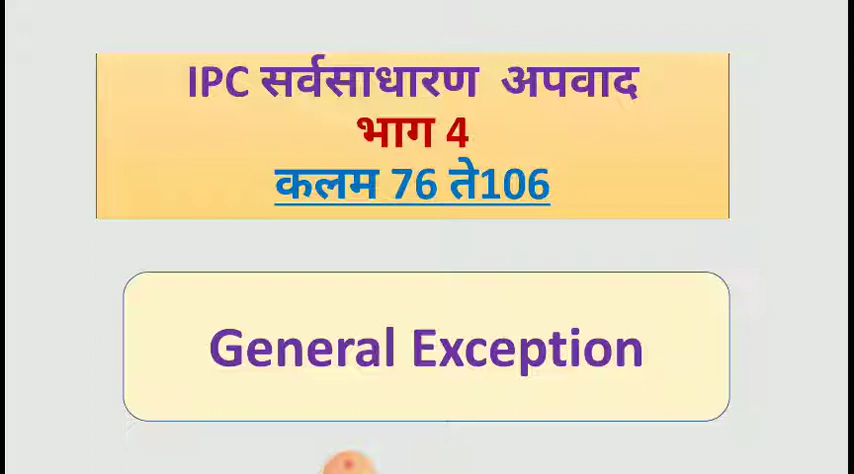 IPC सर्वसाधारण अपवाद
भाग 4
कलम 76 ते106
General Exception